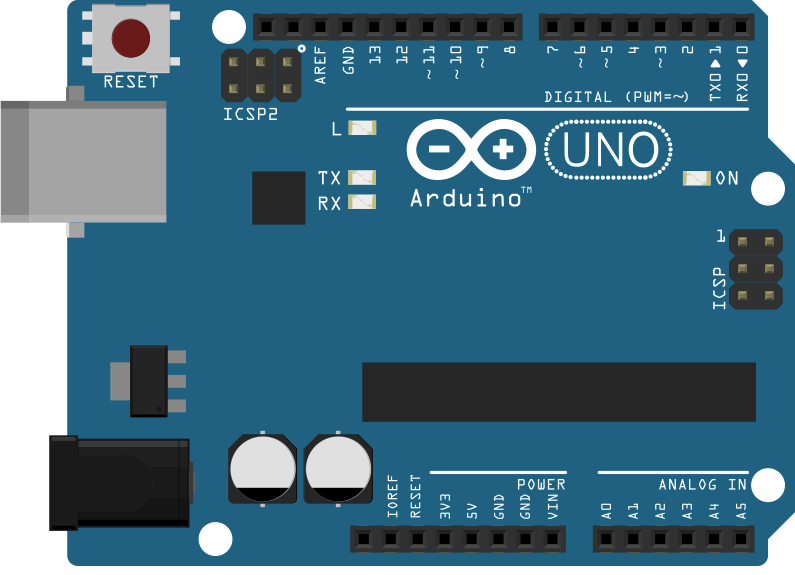 RESET
ICSP2
AREF
GND
13
12
~11
~10
~9
8
7
~6
~5
4
~3
2
TX0▶1
RX0◀0
DIGITAL (PWM=~)
L
TX
RX
UNO
Arduino™
ON
1
ICSP
POWER
ANALOG IN
IOREF
RESET
3V3
5V
GND
GND
VIN
A0
A1
A2
A3
A4
A5